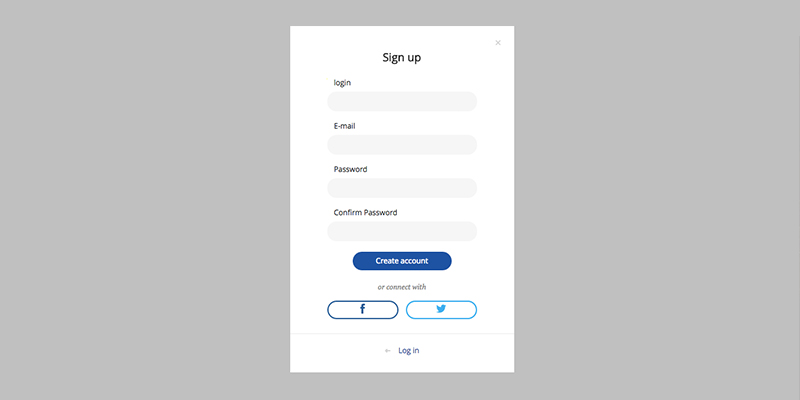 ×
Sign up
login
E-mail
Password
Confirm Password
Create account
or connect with
f
← Log in